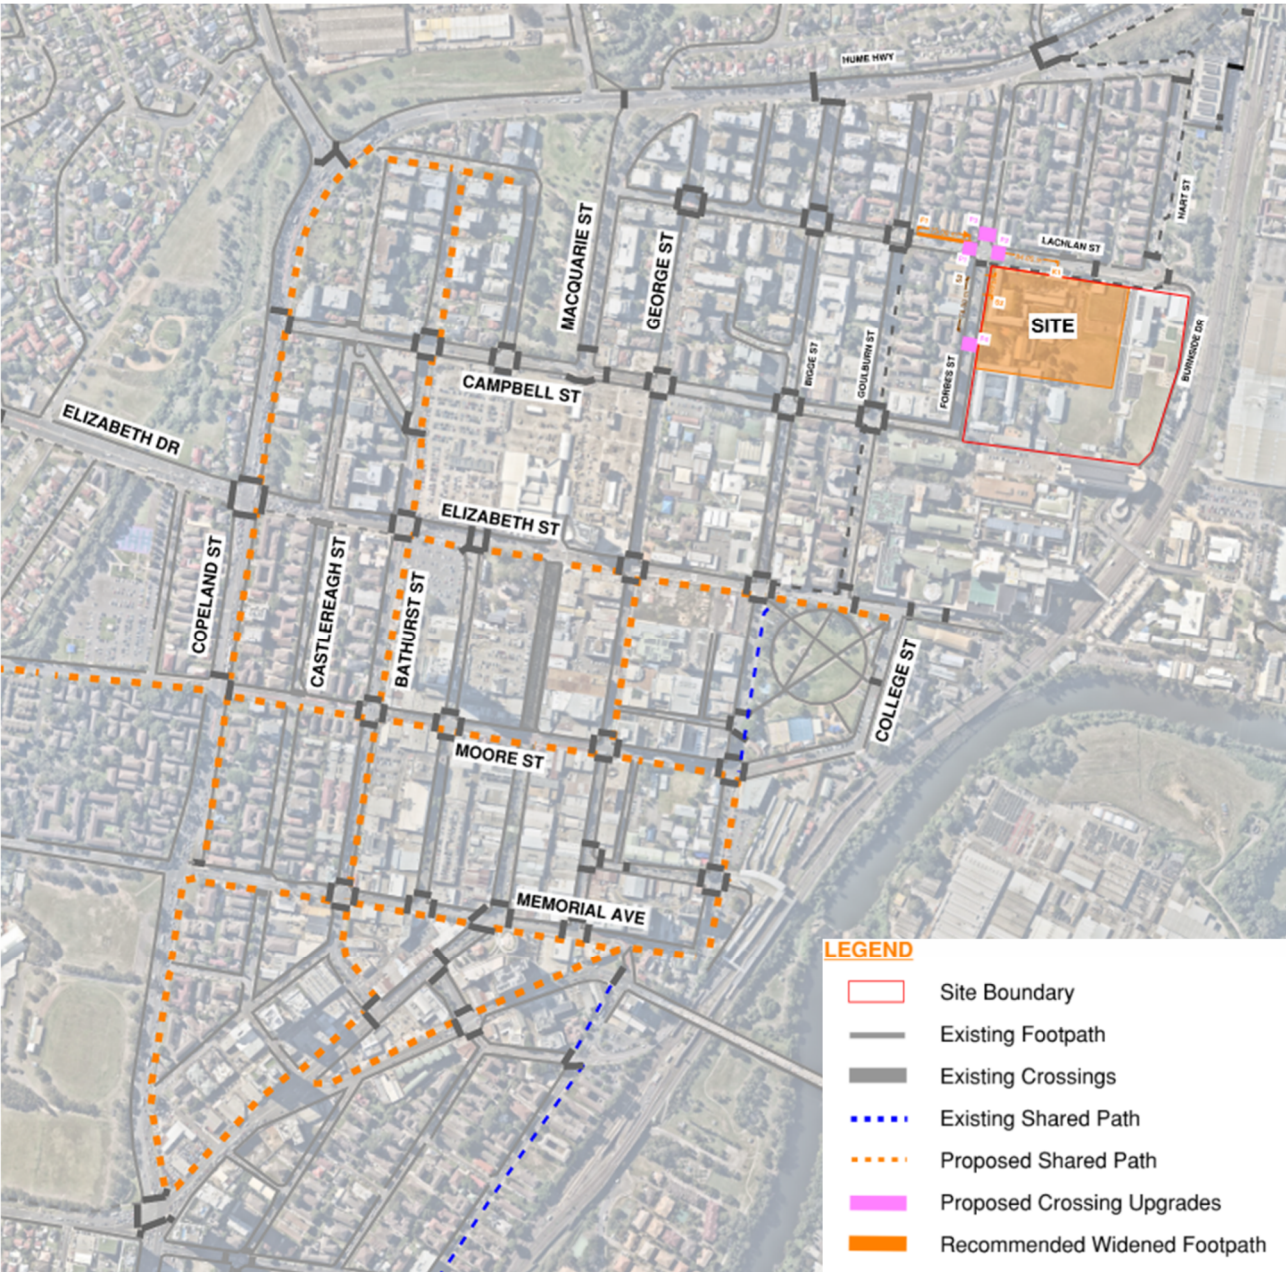 HUME HWY
HART ST
MACQUARIE ST
GEORGE ST
LACHLAN ST
SITE
BURNSIDE DR
BIGGE ST
GOULBURN ST
FORBES ST
CAMPBELL ST
ELIZABETH DR
ELIZABETH ST
COPELAND ST
CASTLEREAGH ST
BATHURST ST
COLLEGE ST
MOORE ST
MEMORIAL AVE
LEGEND
Site Boundary
Existing Footpath
Existing Crossings
Existing Shared Path
Proposed Shared Path
Proposed Crossing Upgrades
Recommended Widened Footpath